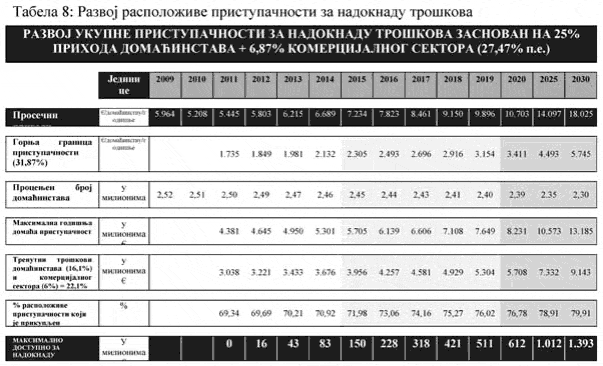 Табела 8: Развој расположиве приступачности за надокнаду трошкова
РАЗВОЈ УКУПНЕ ПРИСТУПАЧНОСТИ ЗА НАДОКНАДУ ТРОШКОВА ЗАСНОВАН НА 25%
ПРИХОДА ДОМАЋИНСТАВА + 6,87% КОМЕРЦИЈАЛНОГ СЕКТОРА (27,47% п.е.)
Јединице 2009 2010 2011 2012 2013 2014 2015 2016 2017 2018 2019 2020 2025 2030
Просечни 5.964 5.208 5.445 5.803 6.215 6.689 7.234 7.823 8.461 9.150 9.896 10.703 14.097 18.025
Горња граница
приступачности
(31,87%) 1.735 1.849 1.981 2.132 2.305 2.493 2.696 2.916 3.154 3.411 4.493 5.745
Процењен број
домаћинстава
У
милионима 2,52 2,51 2,50 2,49 2,47 2,46 2,45 2,44 2,43 2,41 2,40 2,39 2,35 2,30
Максимална годишња
домаћа приступачност
У
милионима
€ 4.381 4.645 4.950 5.301 5.705 6.139 6.606 7.108 7.649 8.231 10.573 13.185
Тренутни трошкови
домаћинстава (16,1%)
и комерцијалног
сектора (6%) = 22,1%
У
милионима
€ 3.038 3.221 3.433 3.676 3.956 4.257 4.581 4.929 5.304 5.708 7.332 9.143
% расположиве
приступачности која
је прикупљен
% 69,34 69,69 70,21 70,92 71,98 73,06 74,16 75,27 76,02 76,78 78,91 79,91
МАКСИМАЛНО
ДОСТУПНО ЗА
НАДОКНАДУ
У
милионима 0 16 43 83 150 228 318 421 511 612 1.012 1.393